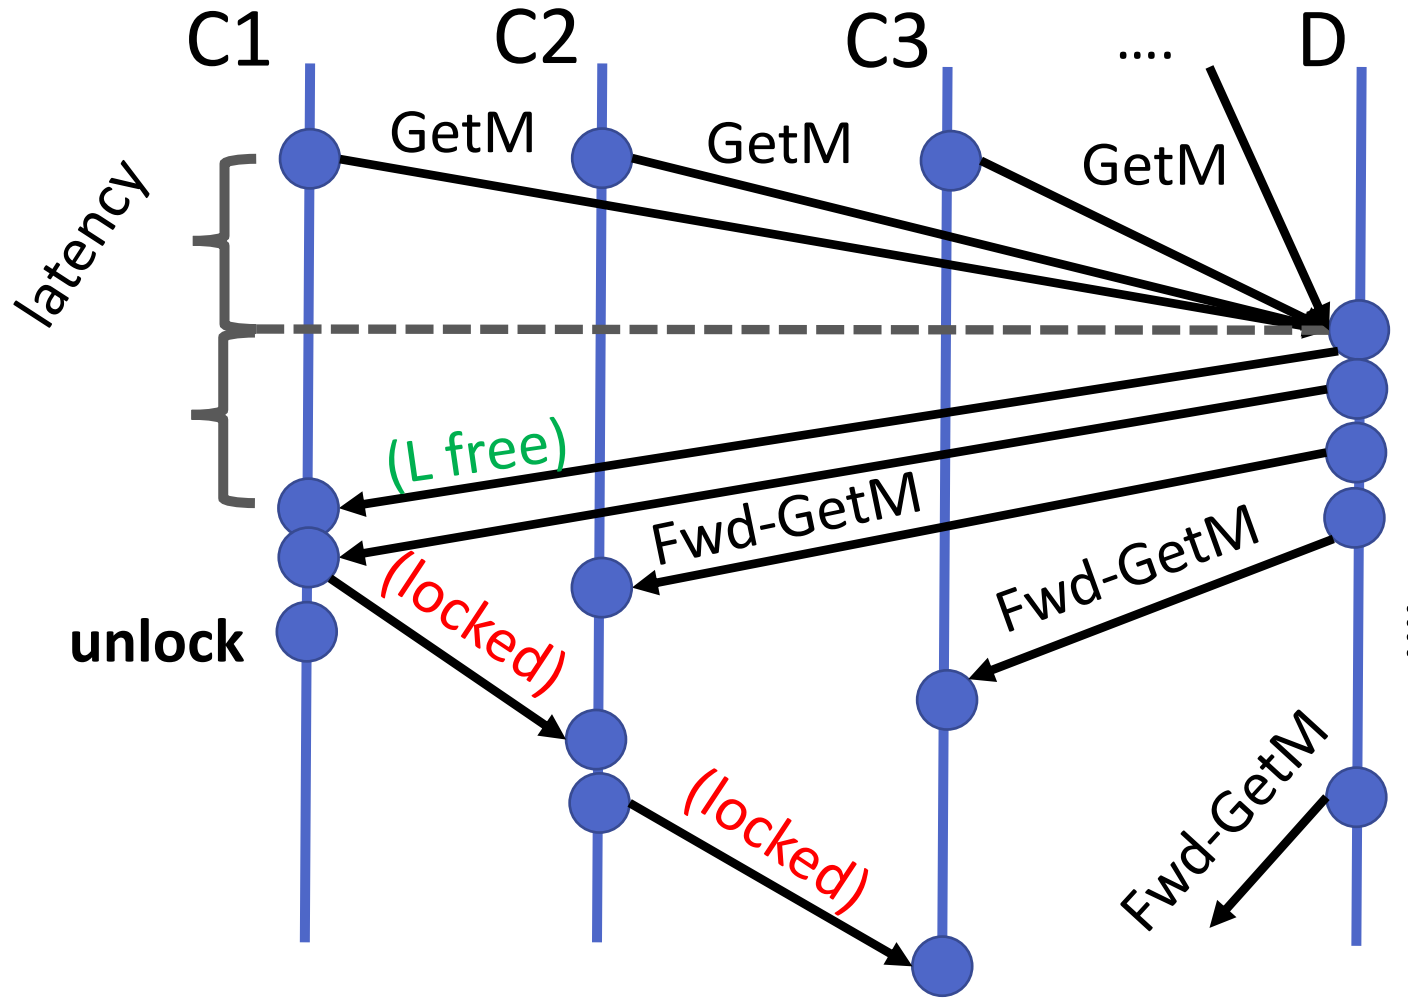 C1
C2
C3
....
D
GetM
GetM
GetM
latency
(L free)
Fwd-GetM
Fwd-GetM
(locked)
unlock
(locked)
Fwd-GetM